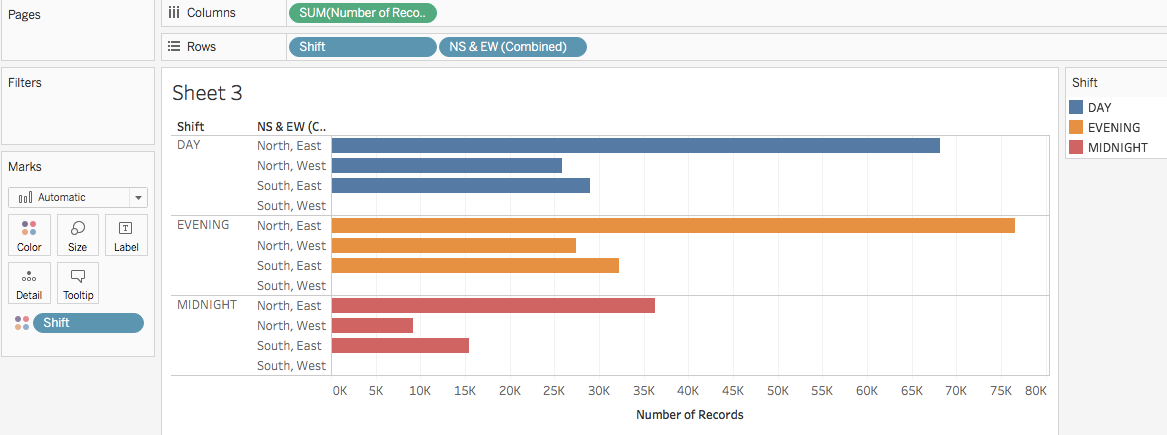 Pages
Columns
SUM(Number of Reco..
Rows
Shift
NS & EW (Combined)
Filters
Marks
Automatic
Color
Size
Label
Detail
Tooltip
Shift
Sheet 3
Shift
NS & EW (C..
DAY
North, East
North, West
South, East
South, West
EVENING
North, East
North, West
South, East
South, West
MIDNIGHT
North, East
North, West
South, East
South, West
0K 5K 10K 15K 20K 25K 30K 35K 40K 45K 50K 55K 60K 65K 70K 75K 80K
Number of Records
Shift
DAY
EVENING
MIDNIGHT